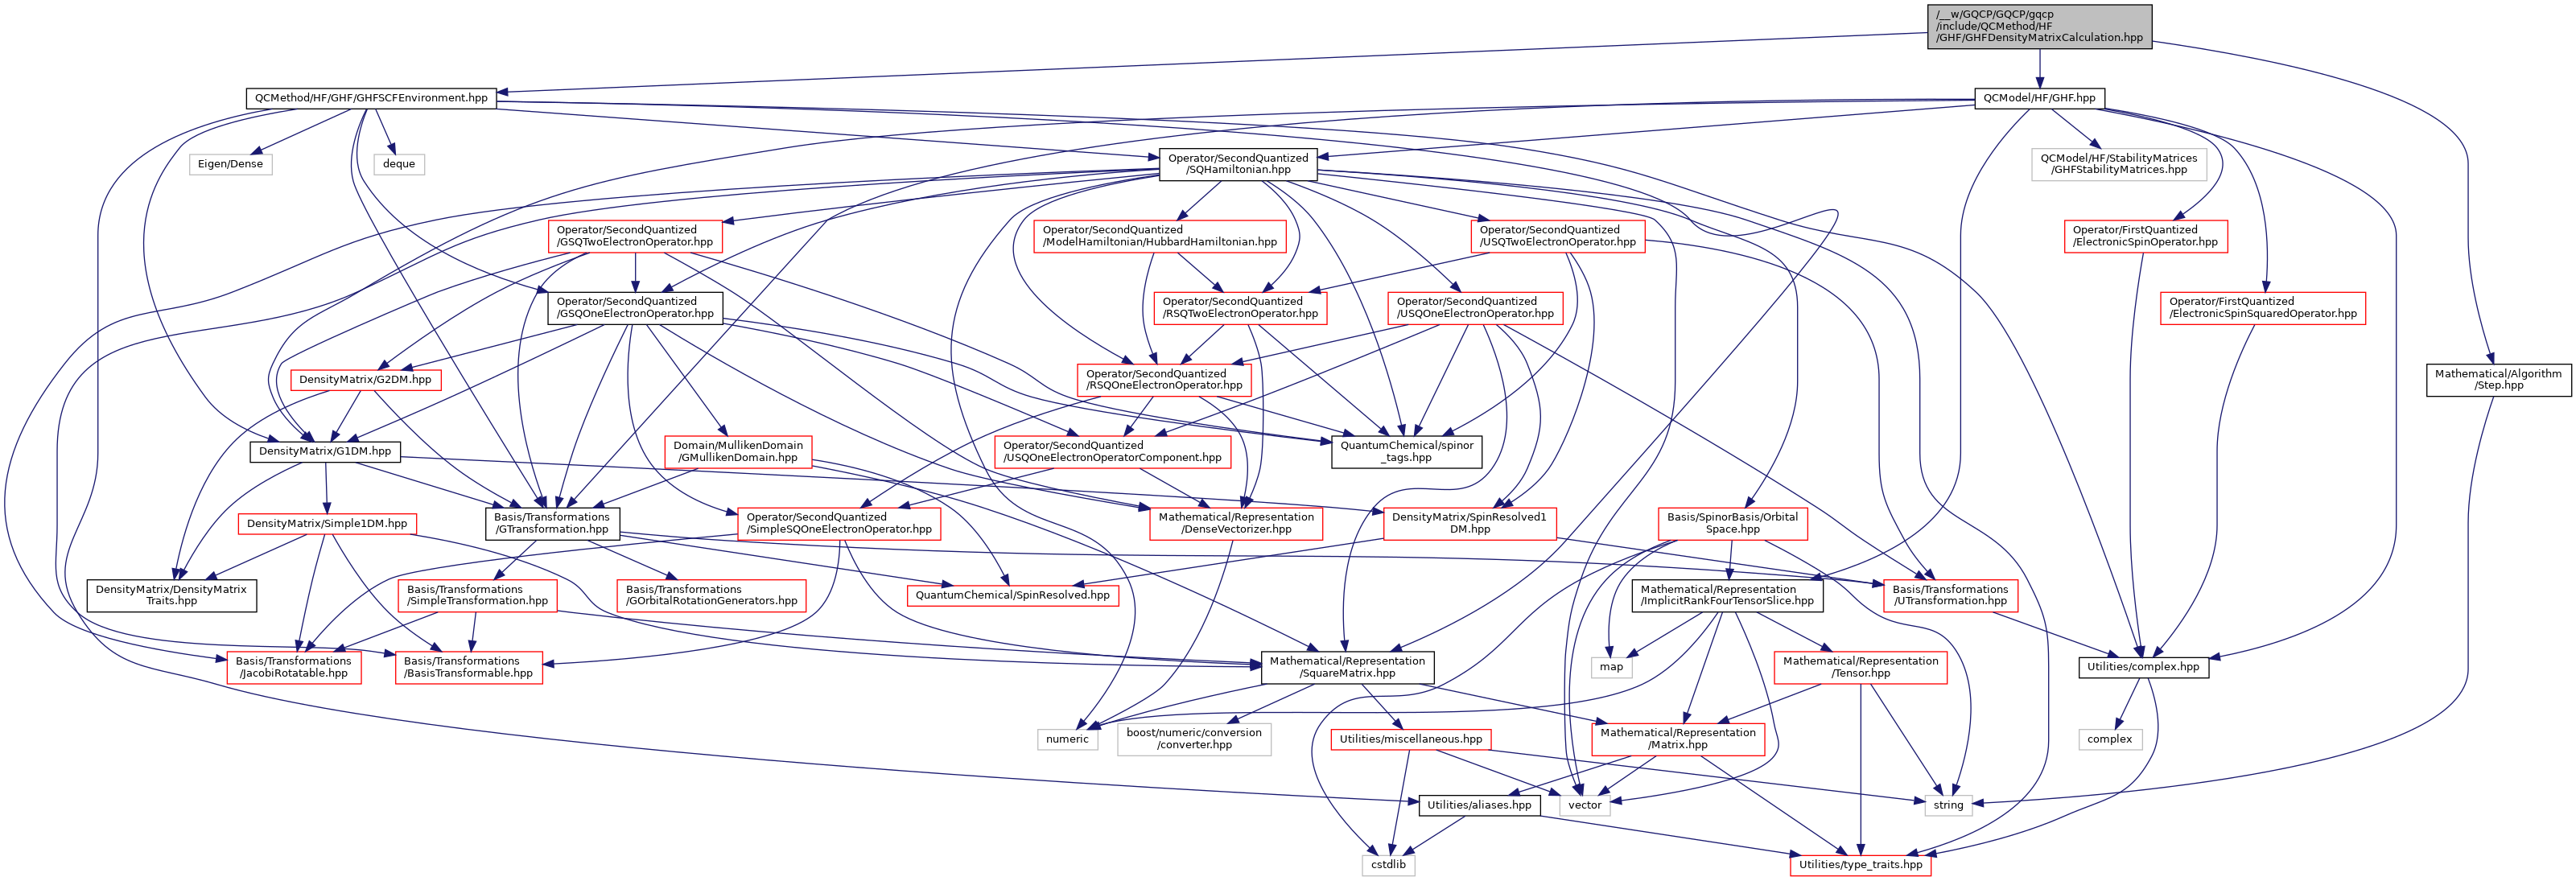 /__w/GQCP/GQCP/gqcp
/include/QCMethod/HF
/GHF/GHFDensityMatrixCalculation.hpp
QCMethod/HF/GHF/GHFSCFEnvironment.hpp
QCModel/HF/GHF.hpp
Eigen/Dense
deque
Operator/SecondQuantized
/SQHamiltonian.hpp
QCModel/HF/StabilityMatrices
/GHFStabilityMatrices.hpp
Operator/SecondQuantized
/GSQTwoElectronOperator.hpp
Operator/SecondQuantized
/ModelHamiltonian/HubbardHamiltonian.hpp
Operator/SecondQuantized
/USQTwoElectronOperator.hpp
Operator/FirstQuantized
/ElectronicSpinOperator.hpp
Operator/SecondQuantized
/GSQOneElectronOperator.hpp
Operator/SecondQuantized
/RSQTwoElectronOperator.hpp
Operator/SecondQuantized
/USQOneElectronOperator.hpp
Operator/FirstQuantized
/ElectronicSpinSquaredOperator.hpp
DensityMatrix/G2DM.hpp
Operator/SecondQuantized
/RSQOneElectronOperator.hpp
Mathematical/Algorithm
/Step.hpp
DensityMatrix/G1DM.hpp
Domain/MullikenDomain
/GMullikenDomain.hpp
Operator/SecondQuantized
/USQOneElectronOperatorComponent.hpp
QuantumChemical/spinor
_tags.hpp
DensityMatrix/Simple1DM.hpp
Basis/Transformations
/GTransformation.hpp
Operator/SecondQuantized
/SimpleSQOneElectronOperator.hpp
Mathematical/Representation
/DenseVectorizer.hpp
DensityMatrix/SpinResolved1
DM.hpp
Basis/SpinorBasis/Orbital
Space.hpp
DensityMatrix/DensityMatrix
Traits.hpp
Basis/Transformations
/SimpleTransformation.hpp
Basis/Transformations
/GOrbitalRotationGenerators.hpp
QuantumChemical/SpinResolved.hpp
Mathematical/Representation
/ImplicitRankFourTensorSlice.hpp
Basis/Transformations
/UTransformation.hpp
Basis/Transformations
/JacobiRotatable.hpp
Basis/Transformations
/BasisTransformable.hpp
Mathematical/Representation
/SquareMatrix.hpp
map
Mathematical/Representation
/Tensor.hpp
Utilities/complex.hpp
numeric
boost/numeric/conversion
/converter.hpp
Utilities/miscellaneous.hpp
Mathematical/Representation
/Matrix.hpp
complex
Utilities/aliases.hpp
vector
string
cstdlib
Utilities/type_traits.hpp